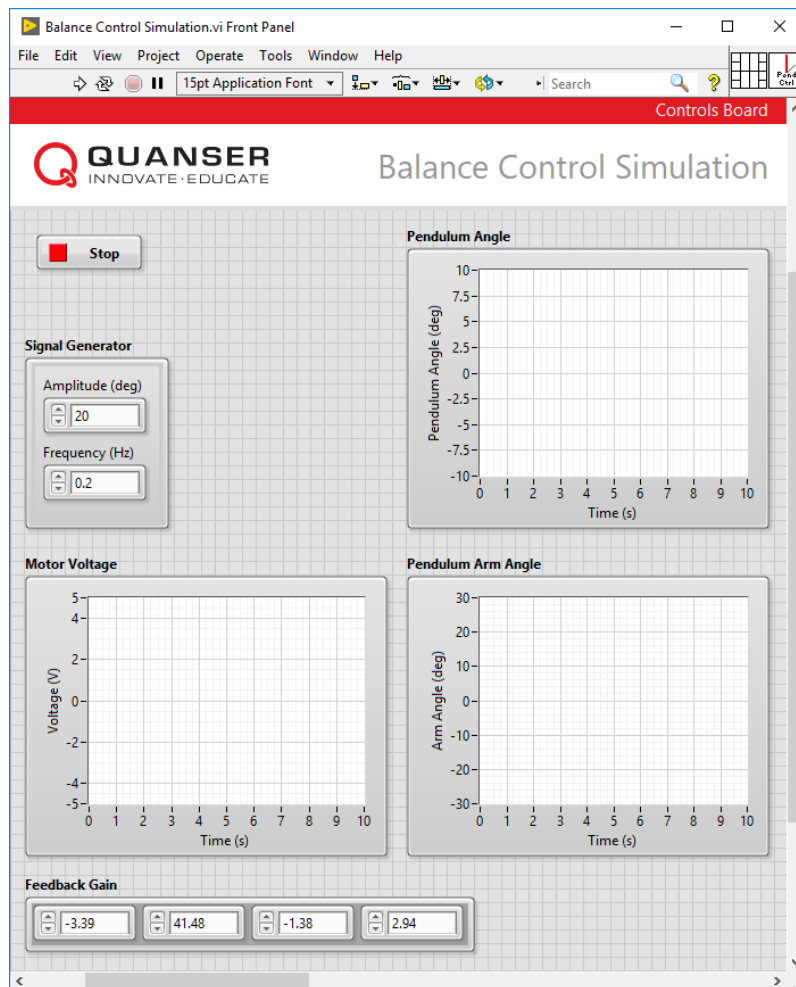 Balance Control Simulation.vi Front Panel
File Edit View Project Operate Tools Window Help
15pt Application Font
Search
Pend
Ctrl
Controls Board
QUANSER
INNOVATE·EDUCATE
Balance Control Simulation
Stop
Signal Generator
Amplitude (deg)
20
Frequency (Hz)
0.2
Pendulum Angle
Pendulum Angle (deg)
10
7.5
5
2.5
0
-2.5
-5
-7.5
-10
0 1 2 3 4 5 6 7 8 9 10
Time (s)
Motor Voltage
Voltage (V)
5
4
2
0
-2
-4
-5
0 1 2 3 4 5 6 7 8 9 10
Time (s)
Pendulum Arm Angle
Arm Angle (deg)
30
20
10
0
-10
-20
-30
0 1 2 3 4 5 6 7 8 9 10
Time (s)
Feedback Gain
-3.39 41.48 -1.38 2.94